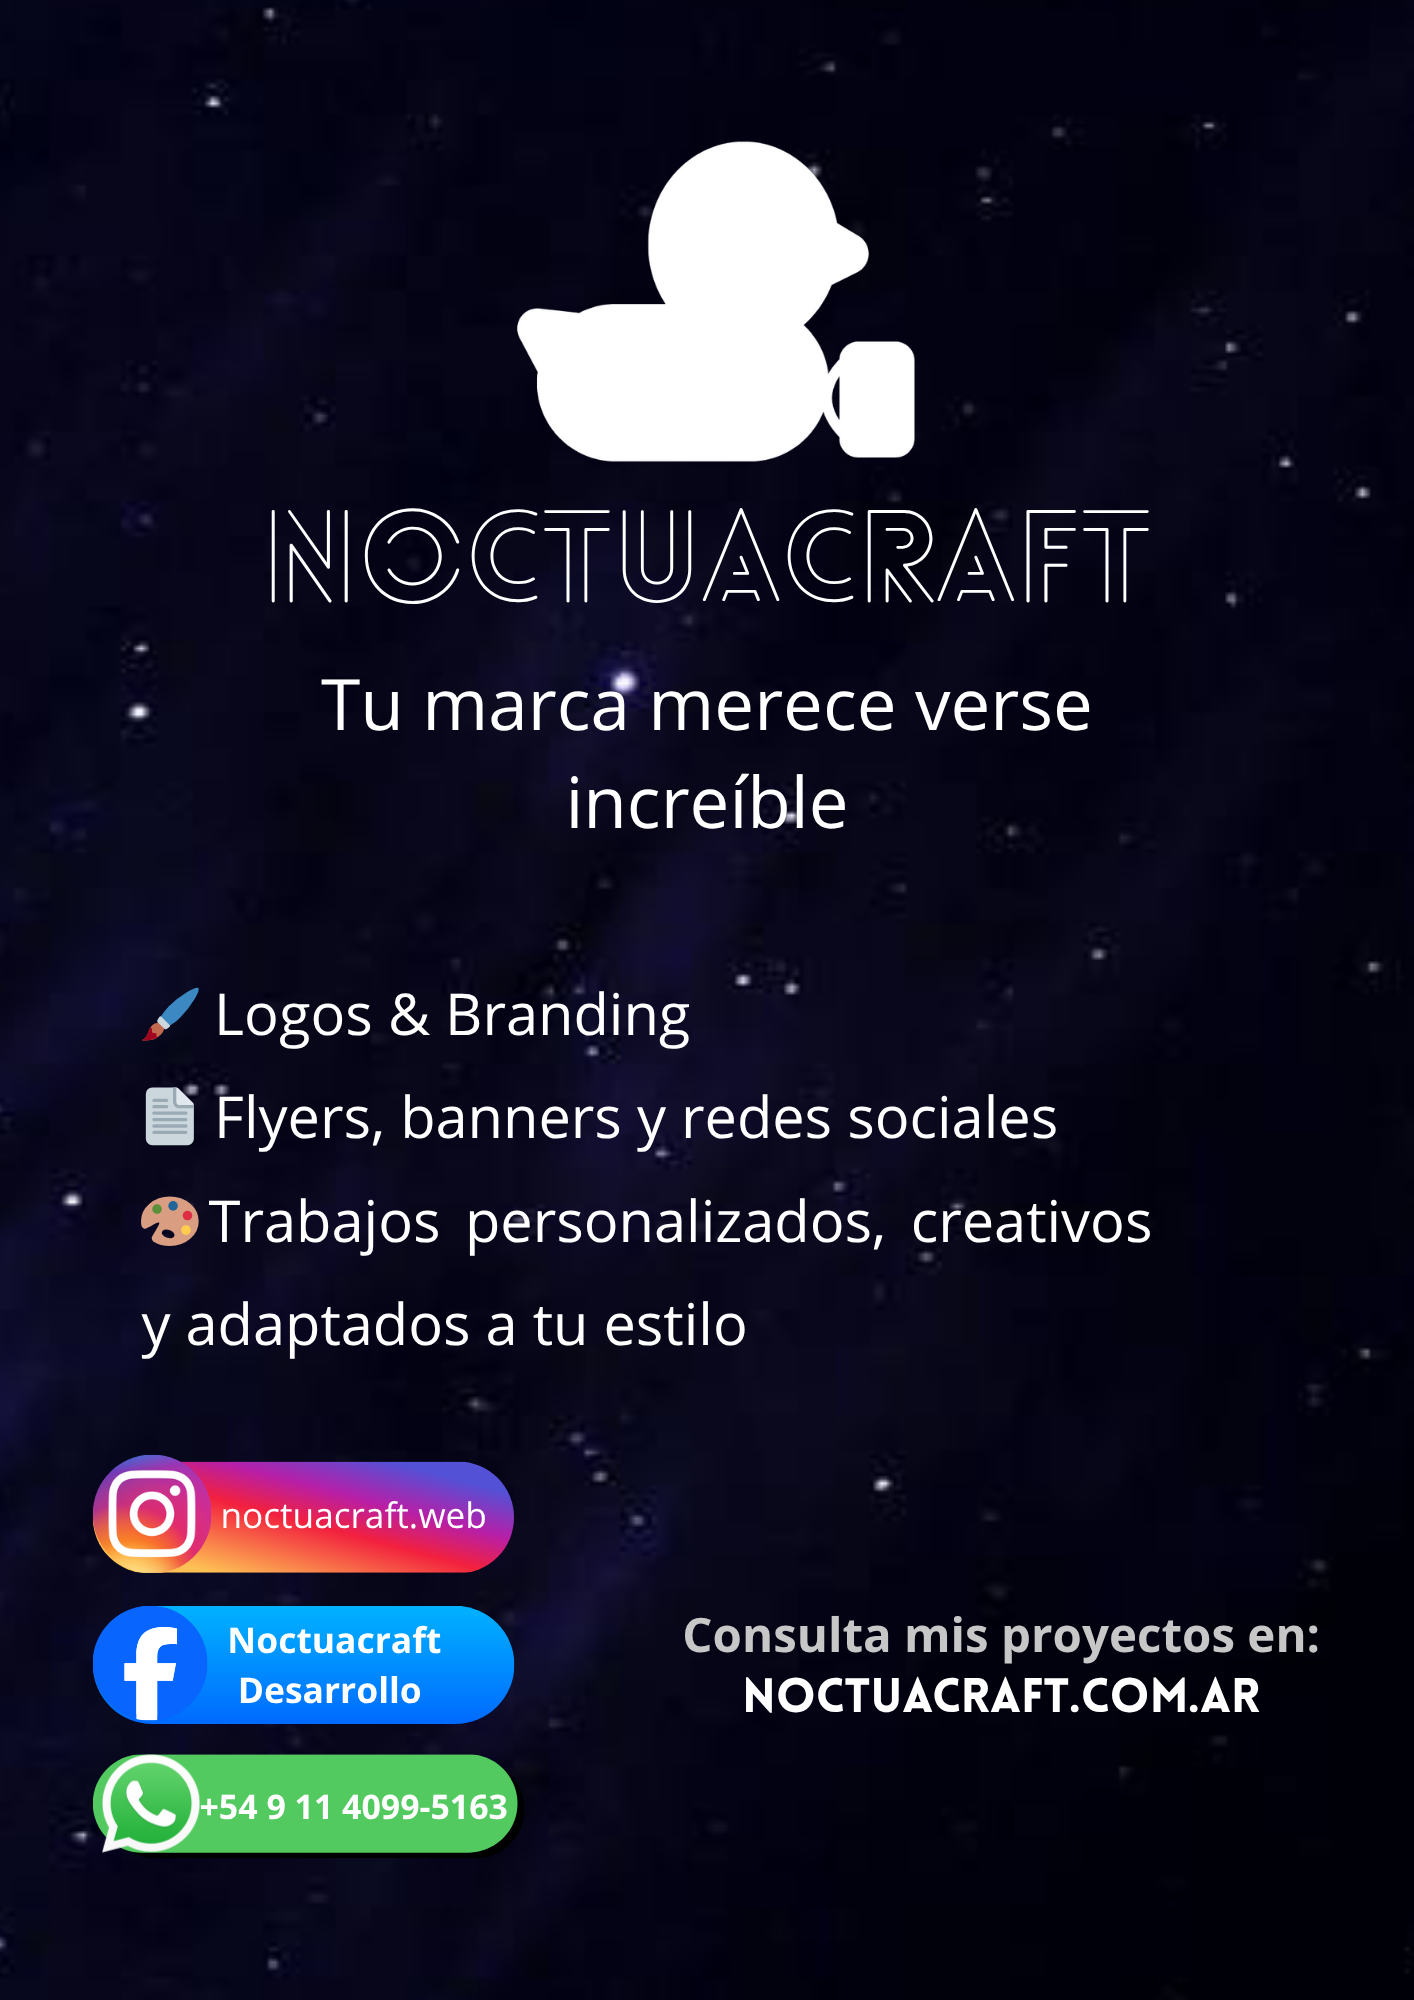 NOCTUACRAFT
Tu marca merece verse
increíble
Logos & Branding
Flyers, banners y redes sociales
Trabajos personalizados, creativos
y adaptados a tu estilo
noctuacraft.web
Noctuacraft
Desarrollo
+54 9 11 4099-5163
Consulta mis proyectos en:
NOCTUACRAFT.COM.AR